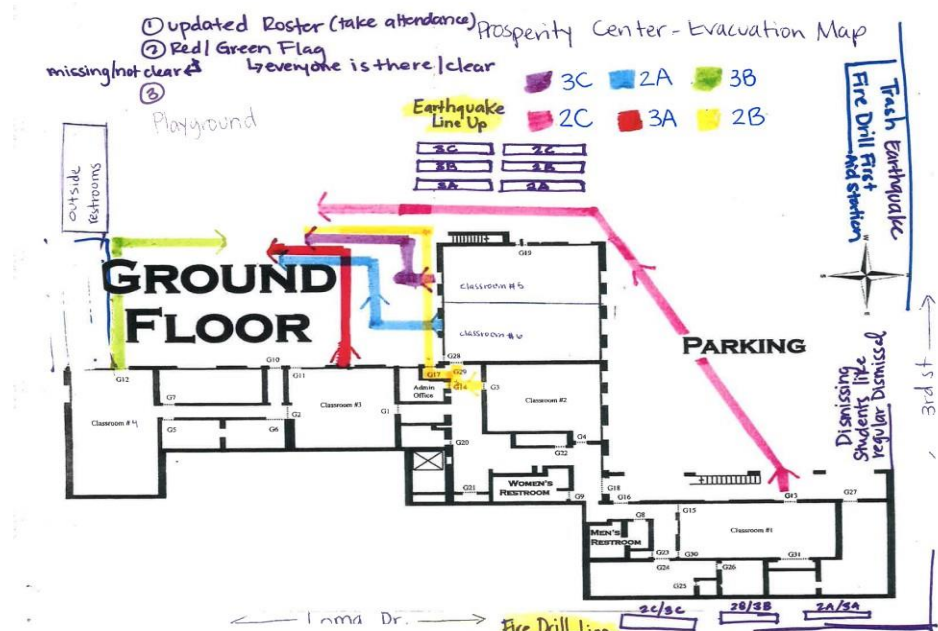 ① updated Roster (take attendance)
② Red/Green Flag
missing/not clear ↲ ↳ everyone is there/clear
③
Prosperity Center - Evacuation Map
3C 2A 3B
2C 3A 2B
Playground
Earthquake
Line Up
3C 2C
3B 2B
3A 2A
Trash Earthquake
Fire Drill First
Aid Station
outside
restrooms
N
S
GROUND
FLOOR
G19
classroom #5
classroom #6
PARKING
3rd st
Dismissing
Students like
regular Dismissal
G12
G10
G11
G28
G17
G29
G14
G3
Admin
Office
G7
G2
G5
G6
Classroom #4
Classroom #3
G1
Classroom #2
G20
G4
G22
G21
WOMEN'S
RESTROOM
G9
G18
G16
G13
G27
G15
G8
Classroom #1
MEN'S
RESTROOM
G23
G30
G31
G24
G26
G25
2C/3C 2B/3B 2A/3A
Loma Dr.
Fire Drill Line